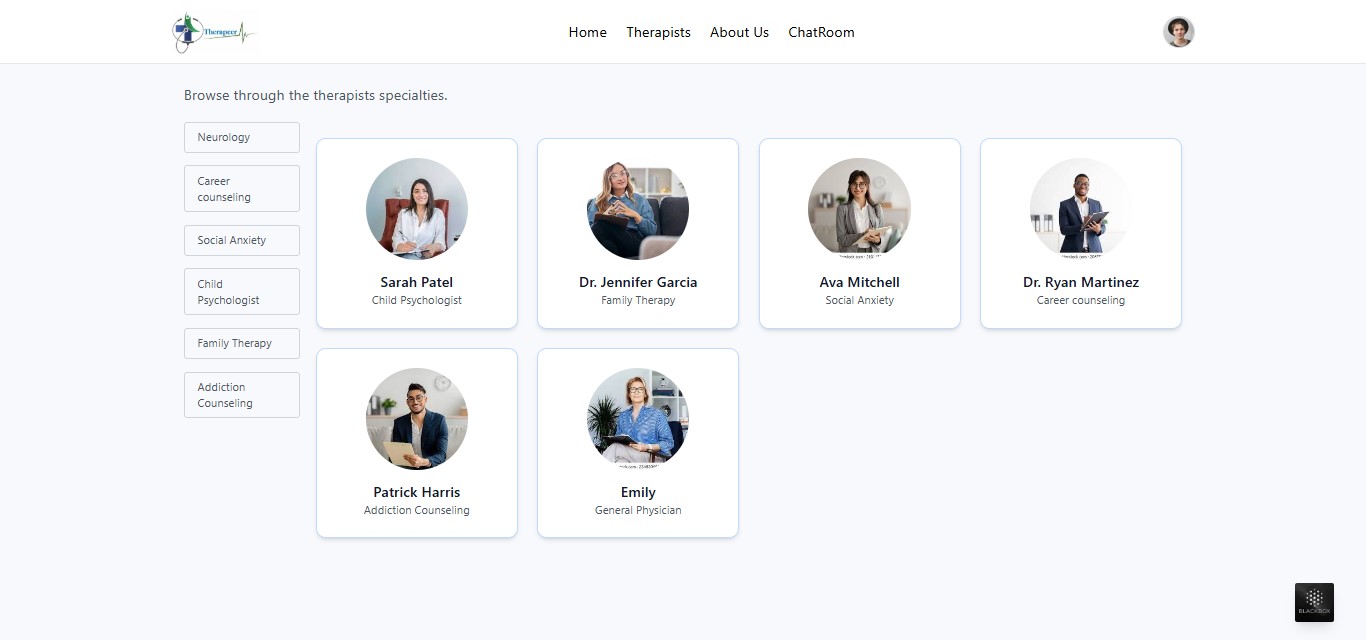 Therapeer
Home Therapists About Us ChatRoom
Browse through the therapists specialties.
Neurology
Career
counseling
Social Anxiety
Child
Psychologist
Family Therapy
Addiction
Counseling
Sarah Patel
Child Psychologist
Dr. Jennifer Garcia
Family Therapy
Ava Mitchell
Social Anxiety
Dr. Ryan Martinez
Career counseling
Patrick Harris
Addiction Counseling
Emily
General Physician
BLACKBOX